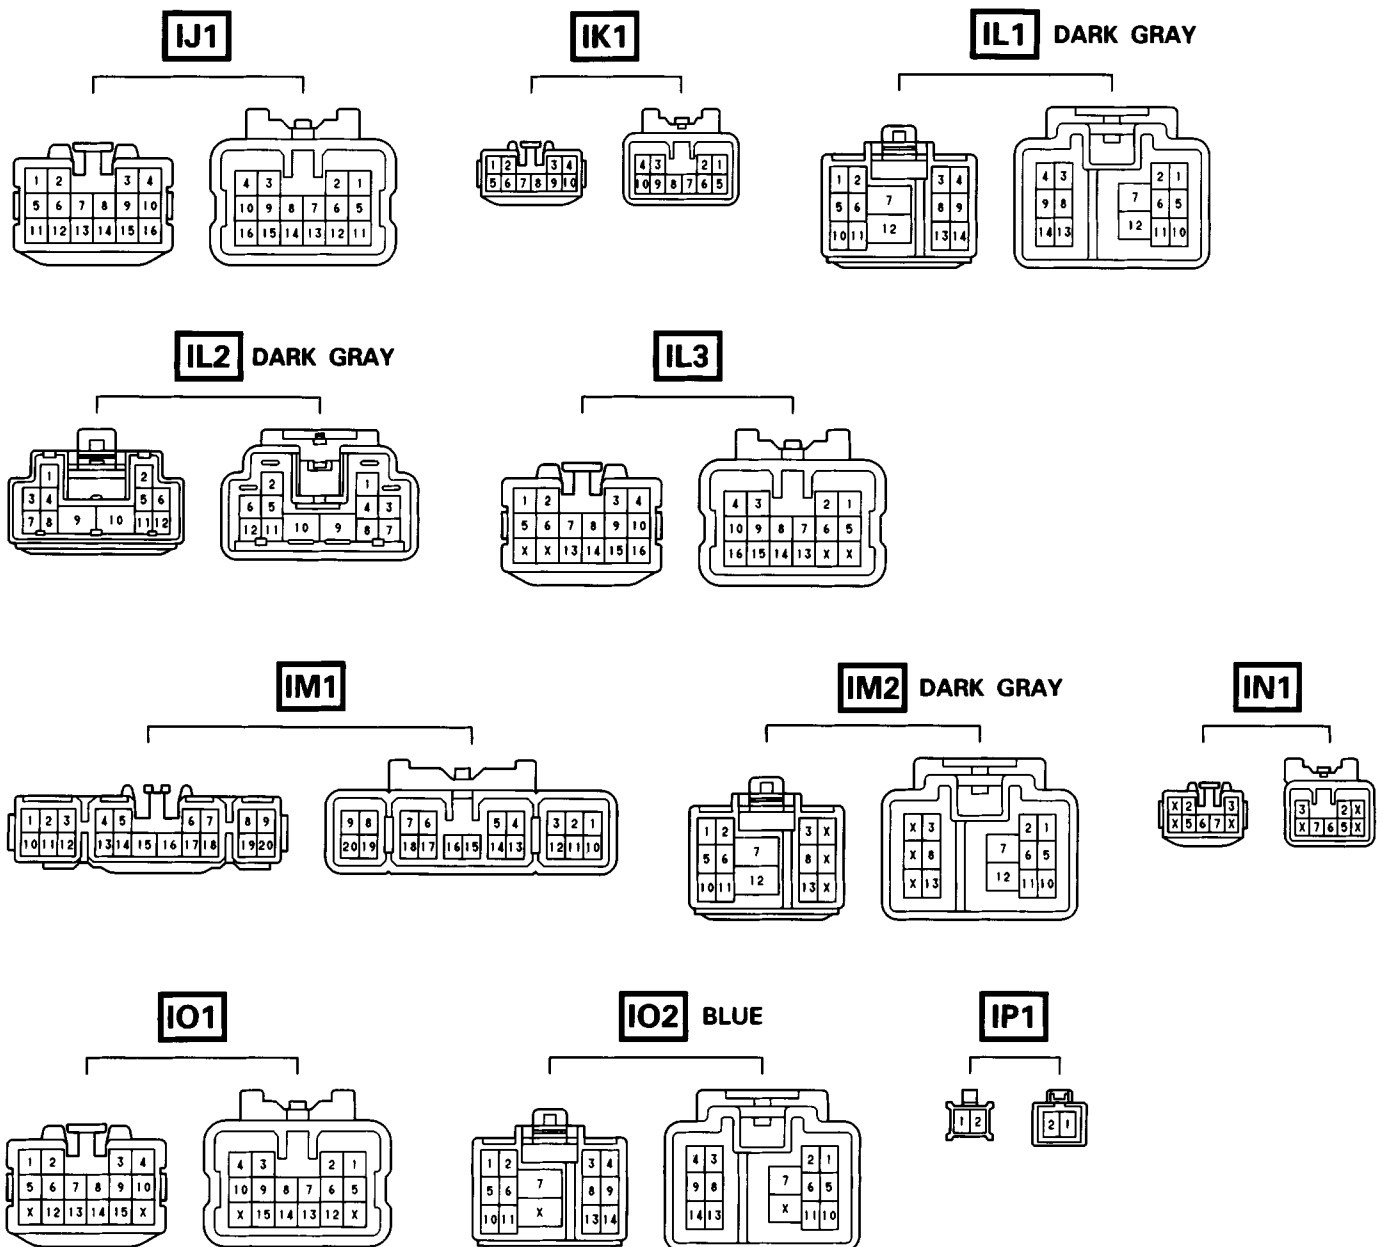 IJ1 IK1 IL1 DARK GRAY
1 2 3 4 4 3 2 1
5 6 7 8 9 10 10 9 8 7 6 5
11 12 13 14 15 16 16 15 14 13 12 11
1 2 3 4 4 3 2 1
5 6 7 8 9 10 10 9 8 7 6 5
1 2 3 4 4 3 2 1
5 6 7 8 9 9 8 7 6 5
10 11 12 13 14 14 13 12 11 10
IL2 DARK GRAY IL3
1 2 2 1
3 4 5 6 6 5 4 3
7 8 9 10 11 12 12 11 10 9 8 7
1 2 3 4 4 3 2 1
5 6 7 8 9 10 10 9 8 7 6 5
X X 13 14 15 16 16 15 14 13 X X
IM1 IM2 DARK GRAY IN1
1 2 3 4 5 6 7 8 9 9 8 7 6 5 4 3 2 1
10 11 12 13 14 15 16 17 18 19 20 20 19 18 17 16 15 14 13 12 11 10
1 2 3 X X 3 2 1
5 6 7 8 X X 8 7 6 5
10 11 12 13 X X 13 12 11 10
X 2 3 3 2 X
X 5 6 7 X X 7 6 5 X
IO1 IO2 BLUE IP1
1 2 3 4 4 3 2 1
5 6 7 8 9 10 10 9 8 7 6 5
X 12 13 14 15 X X 15 14 13 12 X
1 2 3 4 4 3 2 1
5 6 7 8 9 9 8 7 6 5
10 11 X 13 14 14 13 X 11 10
1 2 2 1